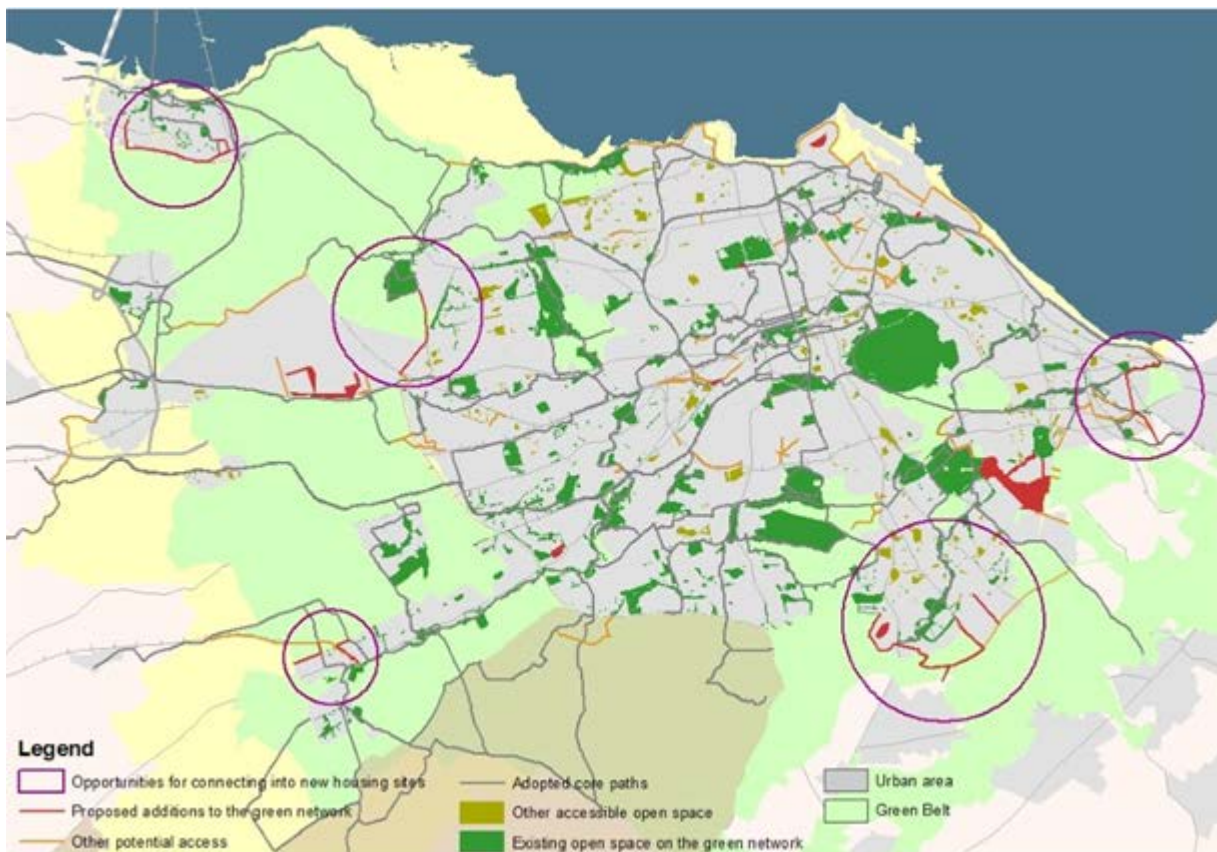 Legend
Opportunities for connecting into new housing sites
Proposed additions to the green network
Other potential access
Adopted core paths
Other accessible open space
Existing open space on the green network
Urban area
Green Belt